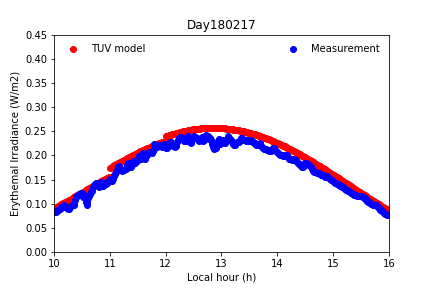 Day180217
TUV model
Measurement
Erythemal Irradiance (W/m2)
0.45
0.40
0.35
0.30
0.25
0.20
0.15
0.10
0.05
0.00
10 11 12 13 14 15 16
Local hour (h)